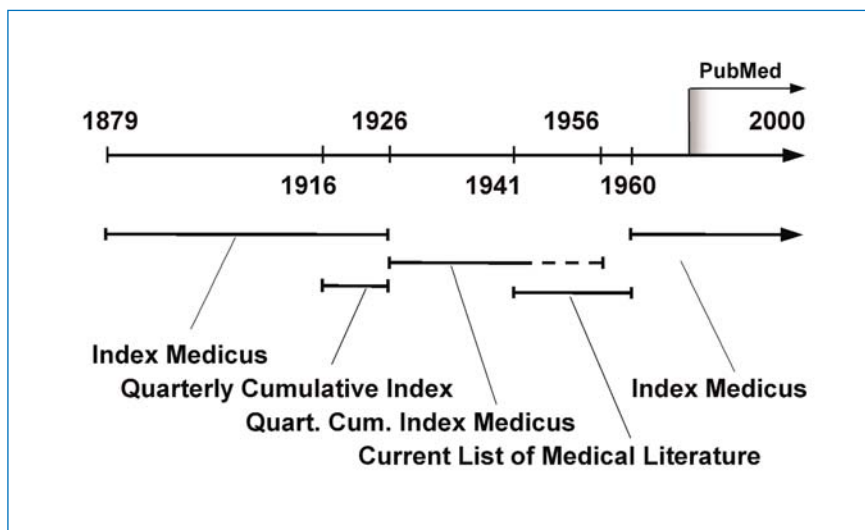 PubMed
1879 1926 1956 2000
1916 1941 1960
Index Medicus
Quarterly Cumulative Index Index Medicus
Quart. Cum. Index Medicus
Current List of Medical Literature